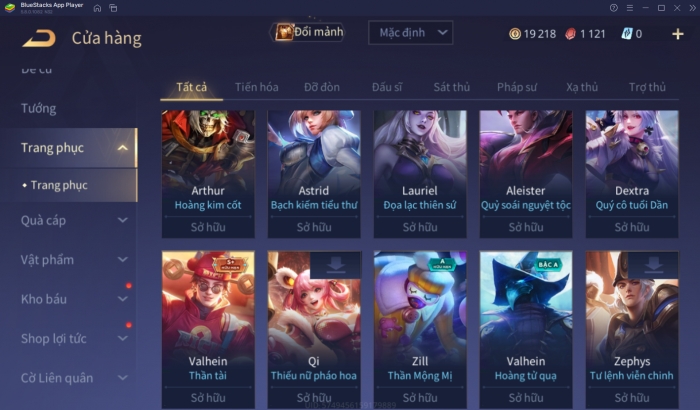 BlueStacks App Player
Cửa hàng
Đổi mảnh
Mặc định
19 218
1 121
0
Đề cử
Tướng
Trang phục
Trang phục
Quà cáp
Vật phẩm
Kho báu
Shop lợi tức
Cờ Liên quân
Tất cả Tiến hóa Đỡ đòn Đấu sĩ Sát thủ Pháp sư Xạ thủ Trợ thủ
Arthur Astrid Lauriel Aleister Dextra
Hoàng kim cốt Bạch kiếm tiểu thư Đọa lạc thiên sứ Quỷ soái nguyệt tộc Quý cô tuổi Dần
Sở hữu Sở hữu Sở hữu Sở hữu Sở hữu
S+ HỮU HẠN A HỮU HẠN BẬC A
Valhein Qi Zill Valhein Zephys
Thần tài Thiếu nữ pháo hoa Thần Mộng Mị Hoàng tử quạ Tư lệnh viễn chinh
Sở hữu Sở hữu Sở hữu Sở hữu Sở hữu